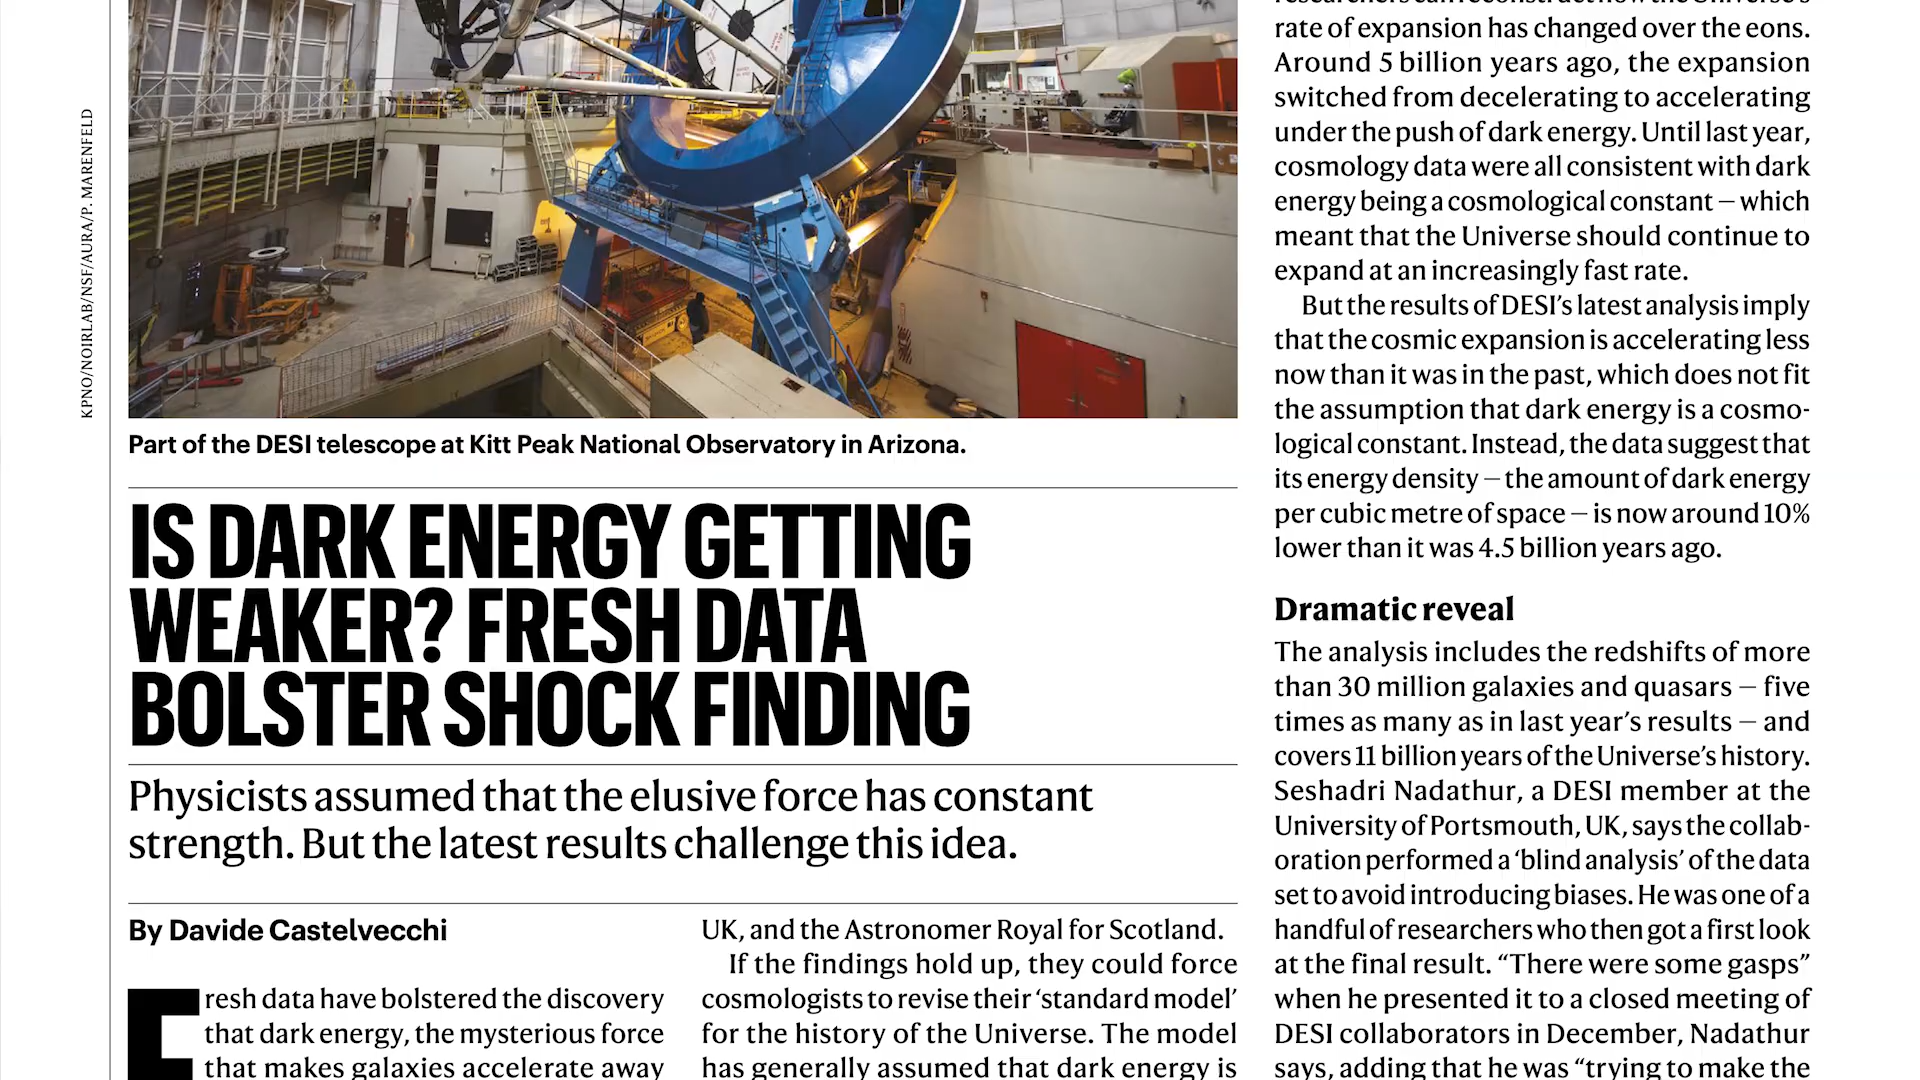 KPNO/NOIRLAB/NSF/AURA/P. MARENFELD
Part of the DESI telescope at Kitt Peak National Observatory in Arizona.
IS DARK ENERGY GETTING
WEAKER? FRESH DATA
BOLSTER SHOCK FINDING
Physicists assumed that the elusive force has constant
strength. But the latest results challenge this idea.
By Davide Castelvecchi
Fresh data have bolstered the discovery
that dark energy, the mysterious force
that makes galaxies accelerate away
UK, and the Astronomer Royal for Scotland.
If the findings hold up, they could force
cosmologists to revise their ‘standard model’
for the history of the Universe. The model
has generally assumed that dark energy is
researchers can reconstruct how the Universe’s
rate of expansion has changed over the eons.
Around 5 billion years ago, the expansion
switched from decelerating to accelerating
under the push of dark energy. Until last year,
cosmology data were all consistent with dark
energy being a cosmological constant — which
meant that the Universe should continue to
expand at an increasingly fast rate.
But the results of DESI’s latest analysis imply
that the cosmic expansion is accelerating less
now than it was in the past, which does not fit
the assumption that dark energy is a cosmo-
logical constant. Instead, the data suggest that
its energy density — the amount of dark energy
per cubic metre of space — is now around 10%
lower than it was 4.5 billion years ago.
Dramatic reveal
The analysis includes the redshifts of more
than 30 million galaxies and quasars — five
times as many as in last year’s results — and
covers 11 billion years of the Universe’s history.
Seshadri Nadathur, a DESI member at the
University of Portsmouth, UK, says the collab-
oration performed a ‘blind analysis’ of the data
set to avoid introducing biases. He was one of a
handful of researchers who then got a first look
at the final result. “There were some gasps”
when he presented it to a closed meeting of
DESI collaborators in December, Nadathur
says, adding that he was “trying to make the